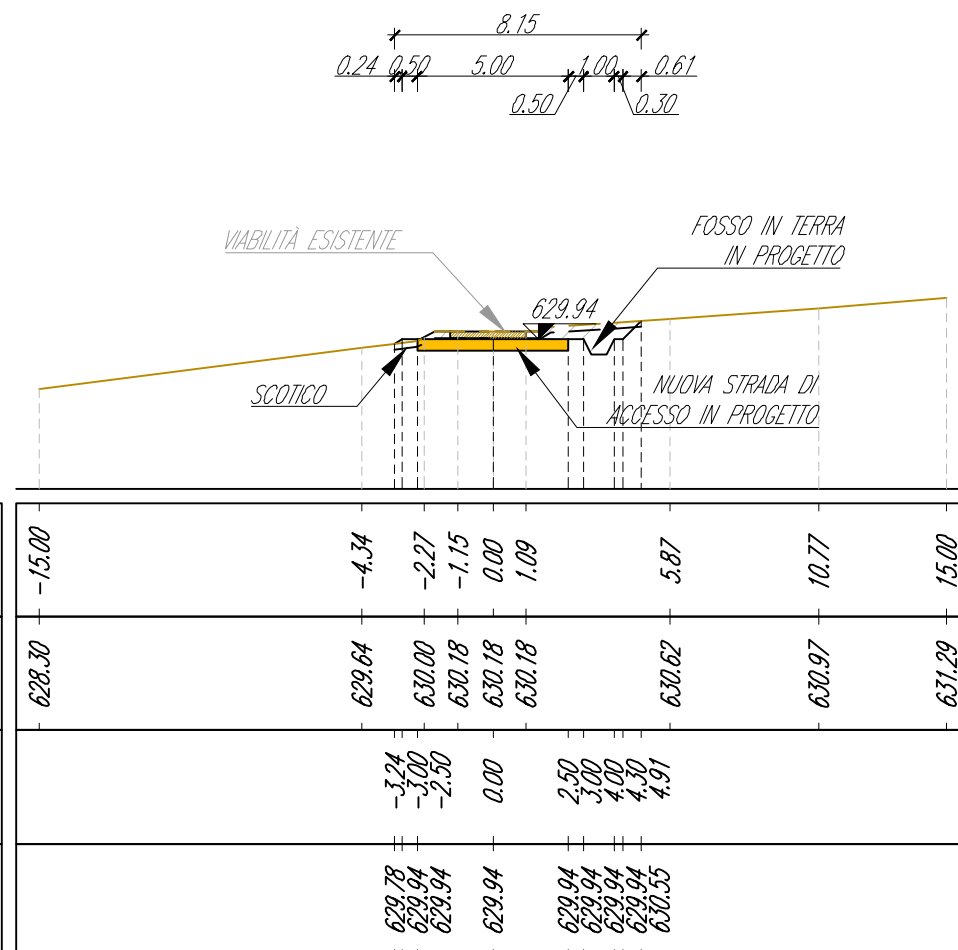 8.15
0.24 0.50 5.00 1.00 0.61
0.50 0.30
FOSSO IN TERRA
IN PROGETTO
VIABILITÀ ESISTENTE
629.94
SCOTICO
NUOVA STRADA DI
ACCESSO IN PROGETTO
-15.00 -4.34 -2.27 -1.15 0.00 1.09 5.87 10.77 15.00
628.30 629.64 630.00 630.18 630.18 630.18 630.62 630.97 631.29
-3.24 -3.00 -2.50 0.00 2.50 3.00 4.00 4.30 4.91
629.78 629.94 629.94 629.94 629.94 629.94 629.94 629.94 630.55